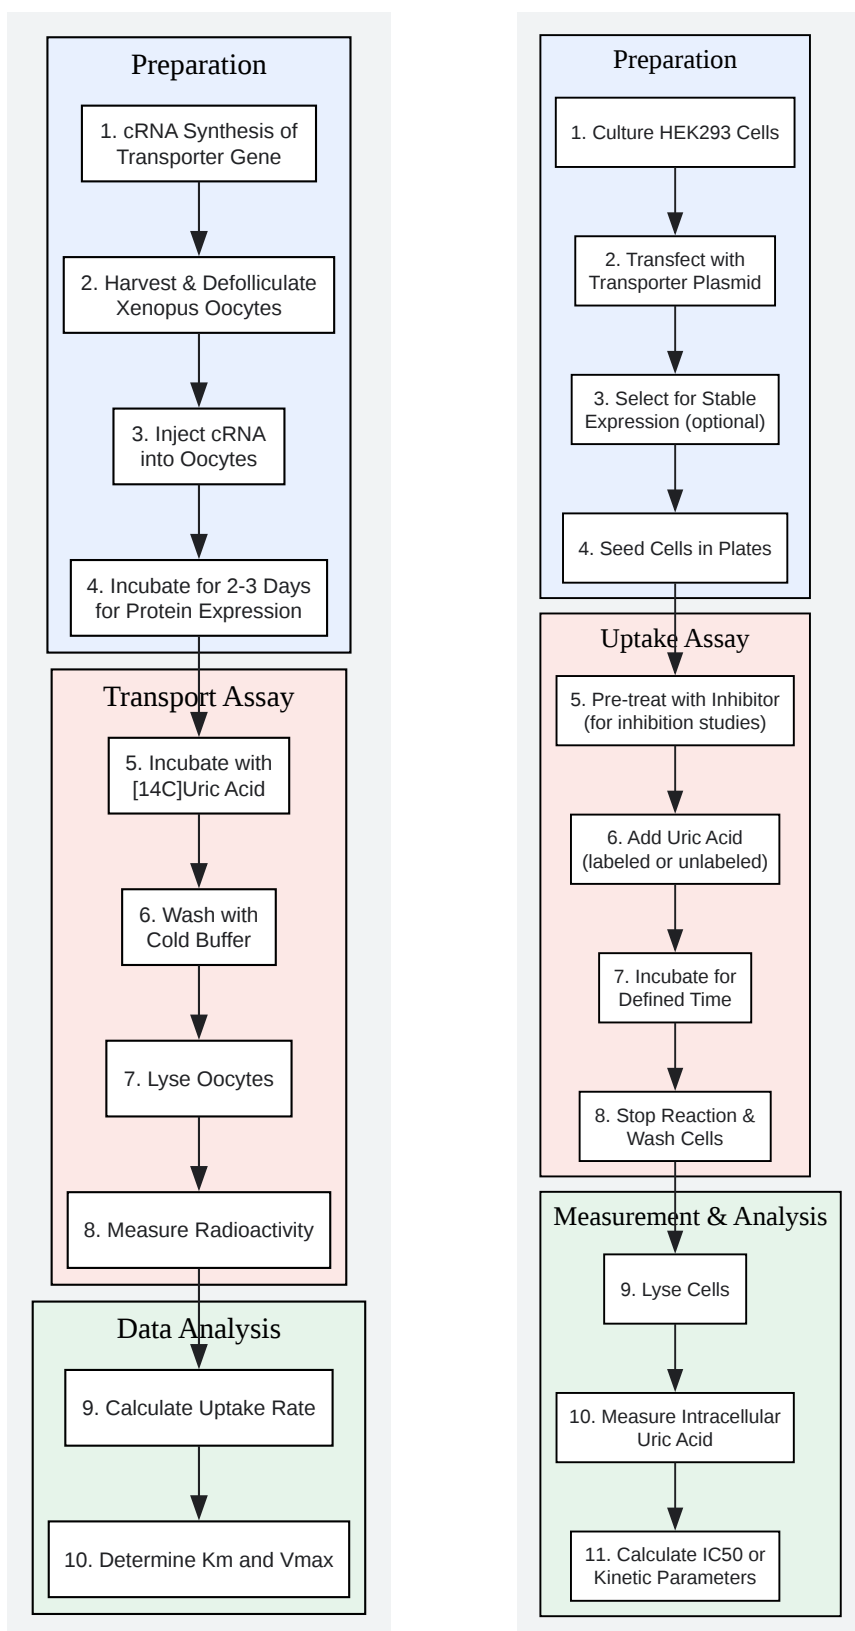 Preparation
1. cRNA Synthesis of
Transporter Gene
2. Harvest & Defolliculate
Xenopus Oocytes
3. Inject cRNA
into Oocytes
4. Incubate for 2-3 Days
for Protein Expression
Transport Assay
5. Incubate with
[14C]Uric Acid
6. Wash with
Cold Buffer
7. Lyse Oocytes
8. Measure Radioactivity
Data Analysis
9. Calculate Uptake Rate
10. Determine Km and Vmax
Preparation
1. Culture HEK293 Cells
2. Transfect with
Transporter Plasmid
3. Select for Stable
Expression (optional)
4. Seed Cells in Plates
Uptake Assay
5. Pre-treat with Inhibitor
(for inhibition studies)
6. Add Uric Acid
(labeled or unlabeled)
7. Incubate for
Defined Time
8. Stop Reaction &
Wash Cells
Measurement & Analysis
9. Lyse Cells
10. Measure Intracellular
Uric Acid
11. Calculate IC50 or
Kinetic Parameters